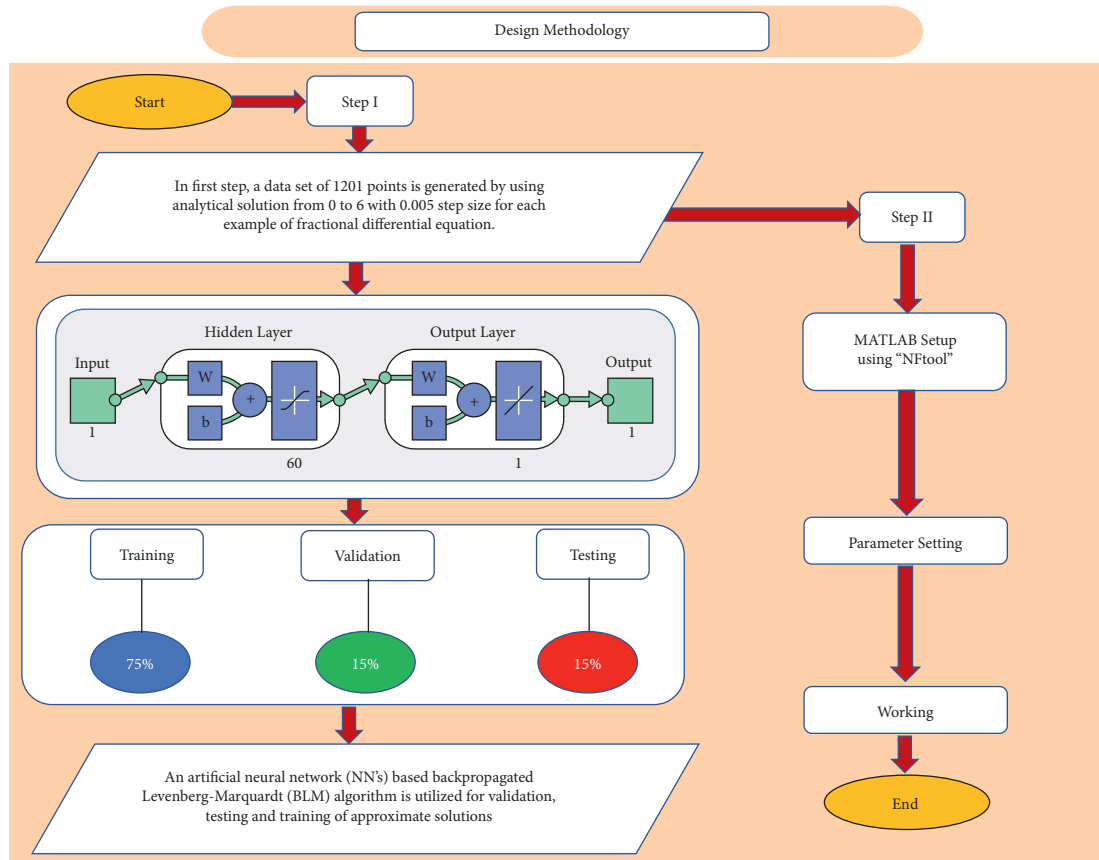 Design Methodology
Start
Step I
In first step, a data set of 1201 points is generated by using
analytical solution from 0 to 6 with 0.005 step size for each
example of fractional differential equation.
Hidden Layer
Output Layer
Input
Output
W
b
+
W
b
+
1
60
1
1
Training
Validation
Testing
75%
15%
15%
An artificial neural network (NN's) based backpropagated
Levenberg-Marquardt (BLM) algorithm is utilized for validation,
testing and training of approximate solutions
Step II
MATLAB Setup
using “NFtool”
Parameter Setting
Working
End